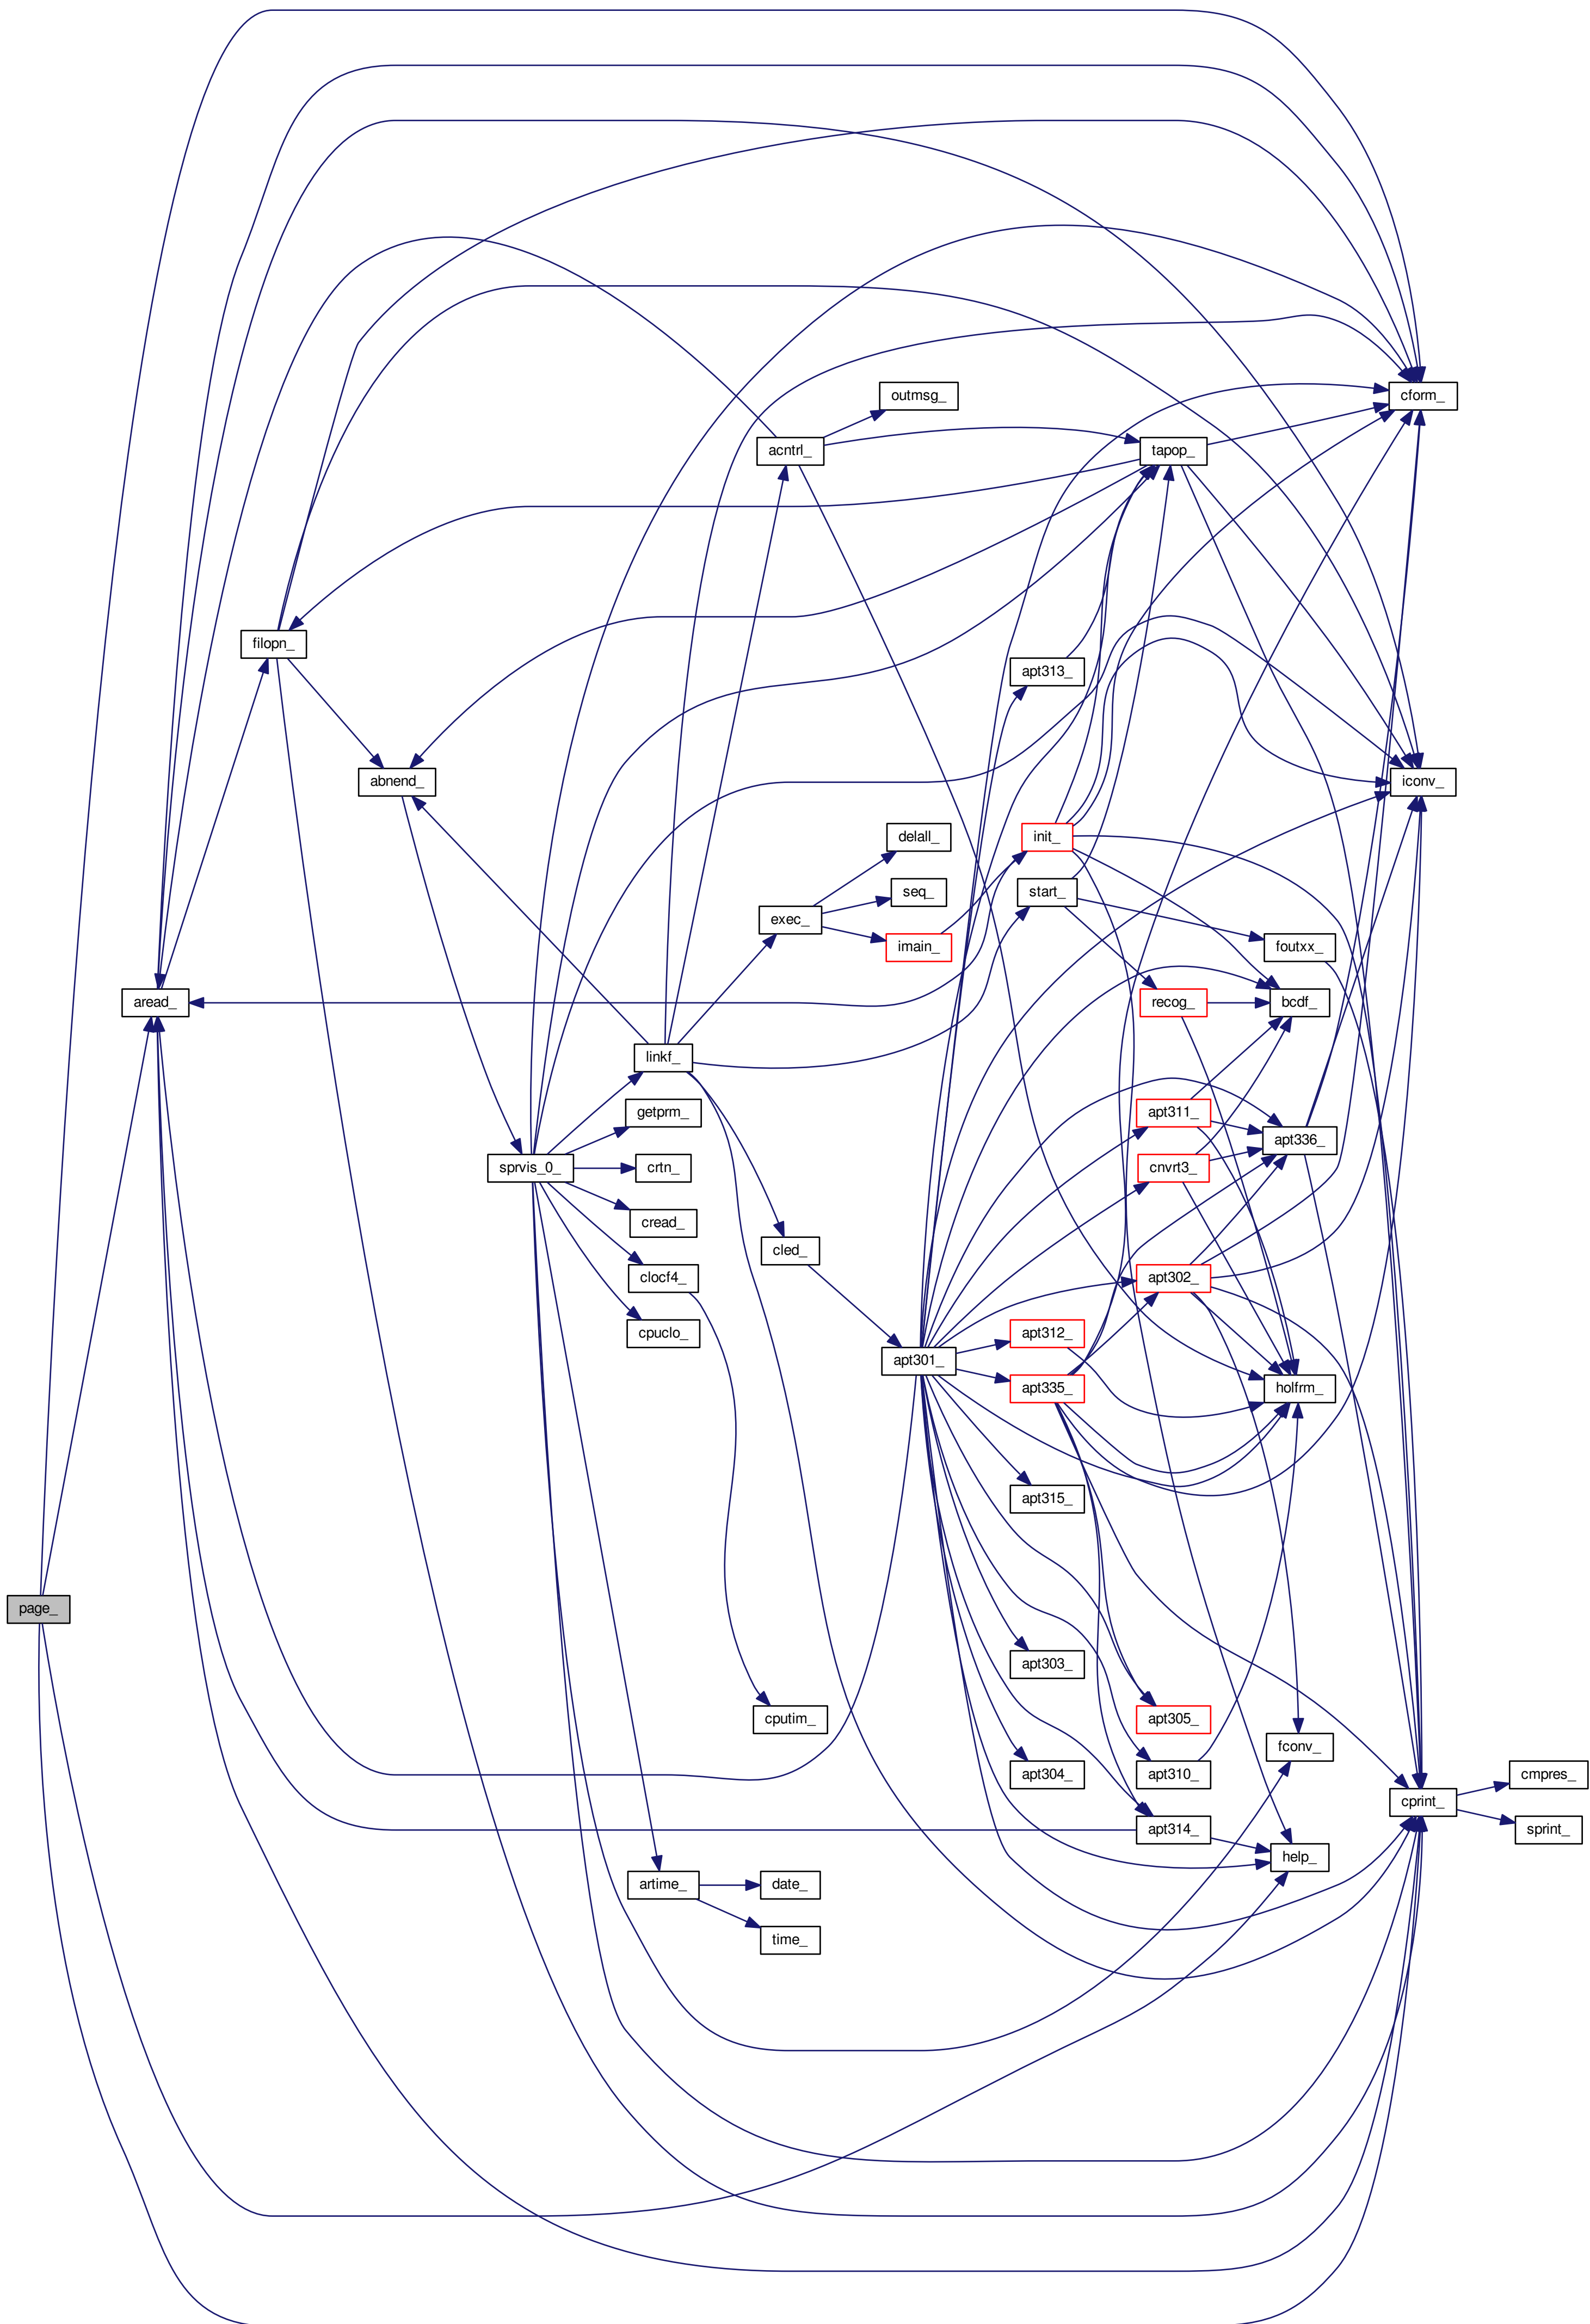 outmsg_
cform_
acntrl_
tapop_
filopn_
apt313_
abnend_
iconv_
delall_
init_
seq_
start_
exec_
imain_
foutxx_
aread_
recog_
bcdf_
linkf_
getprm_
apt311_
apt336_
sprvis_0_
crtn_
cnvrt3_
cread_
cled_
clocf4_
apt302_
cpuclo_
apt312_
apt301_
apt335_
holfrm_
apt315_
page_
apt303_
cputim_
apt305_
fconv_
apt304_
apt310_
cmpres_
cprint_
apt314_
sprint_
help_
artime_
date_
time_